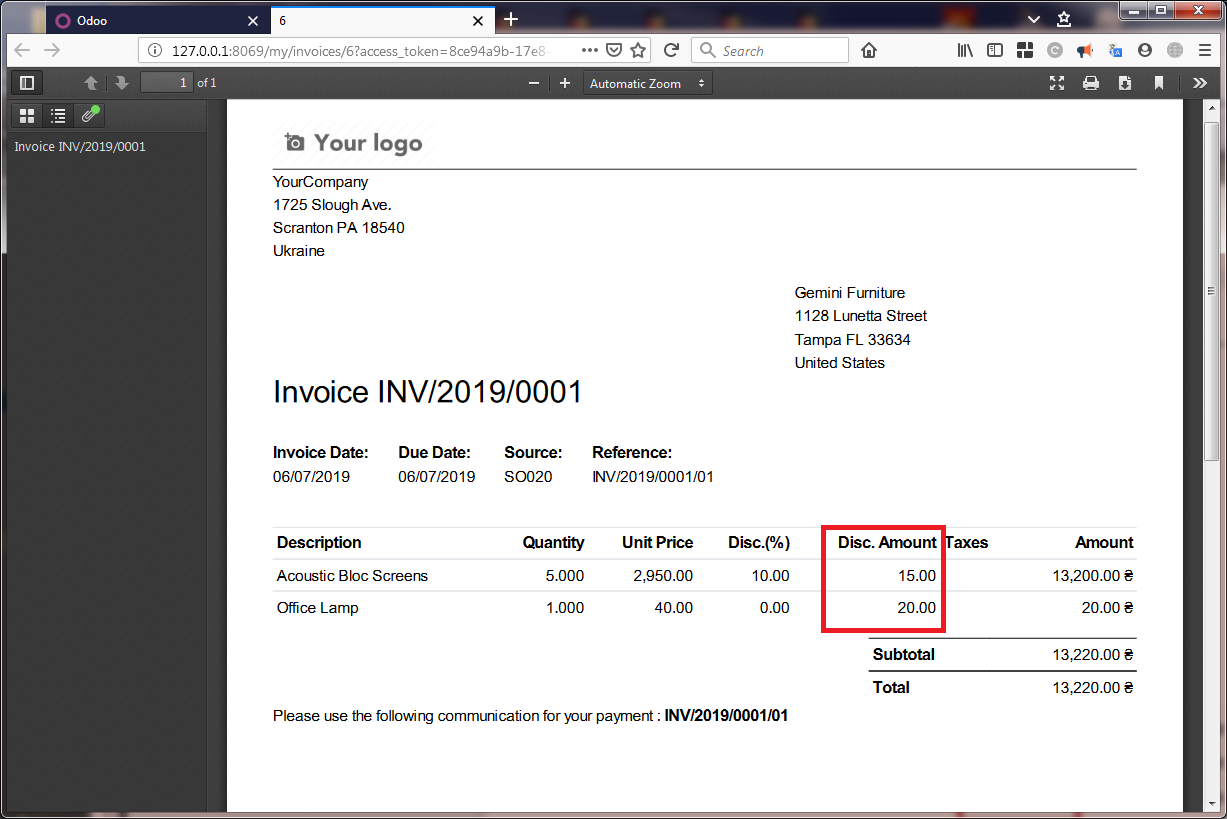 Odoo
6
127.0.0.1:8069/my/invoices/6?access_token=8ce94a9b-17e8-
Search
1 of 1
Automatic Zoom
Invoice INV/2019/0001
Your logo
YourCompany
1725 Slough Ave.
Scranton PA 18540
Ukraine
Gemini Furniture
1128 Lunetta Street
Tampa FL 33634
United States
Invoice INV/2019/0001
Invoice Date: Due Date: Source: Reference:
06/07/2019 06/07/2019 SO020 INV/2019/0001/01
Description Quantity Unit Price Disc.(%) Disc. Amount Taxes Amount
Acoustic Bloc Screens 5.000 2,950.00 10.00 15.00 13,200.00 ₴
Office Lamp 1.000 40.00 0.00 20.00 20.00 ₴
Subtotal 13,220.00 ₴
Total 13,220.00 ₴
Please use the following communication for your payment : INV/2019/0001/01